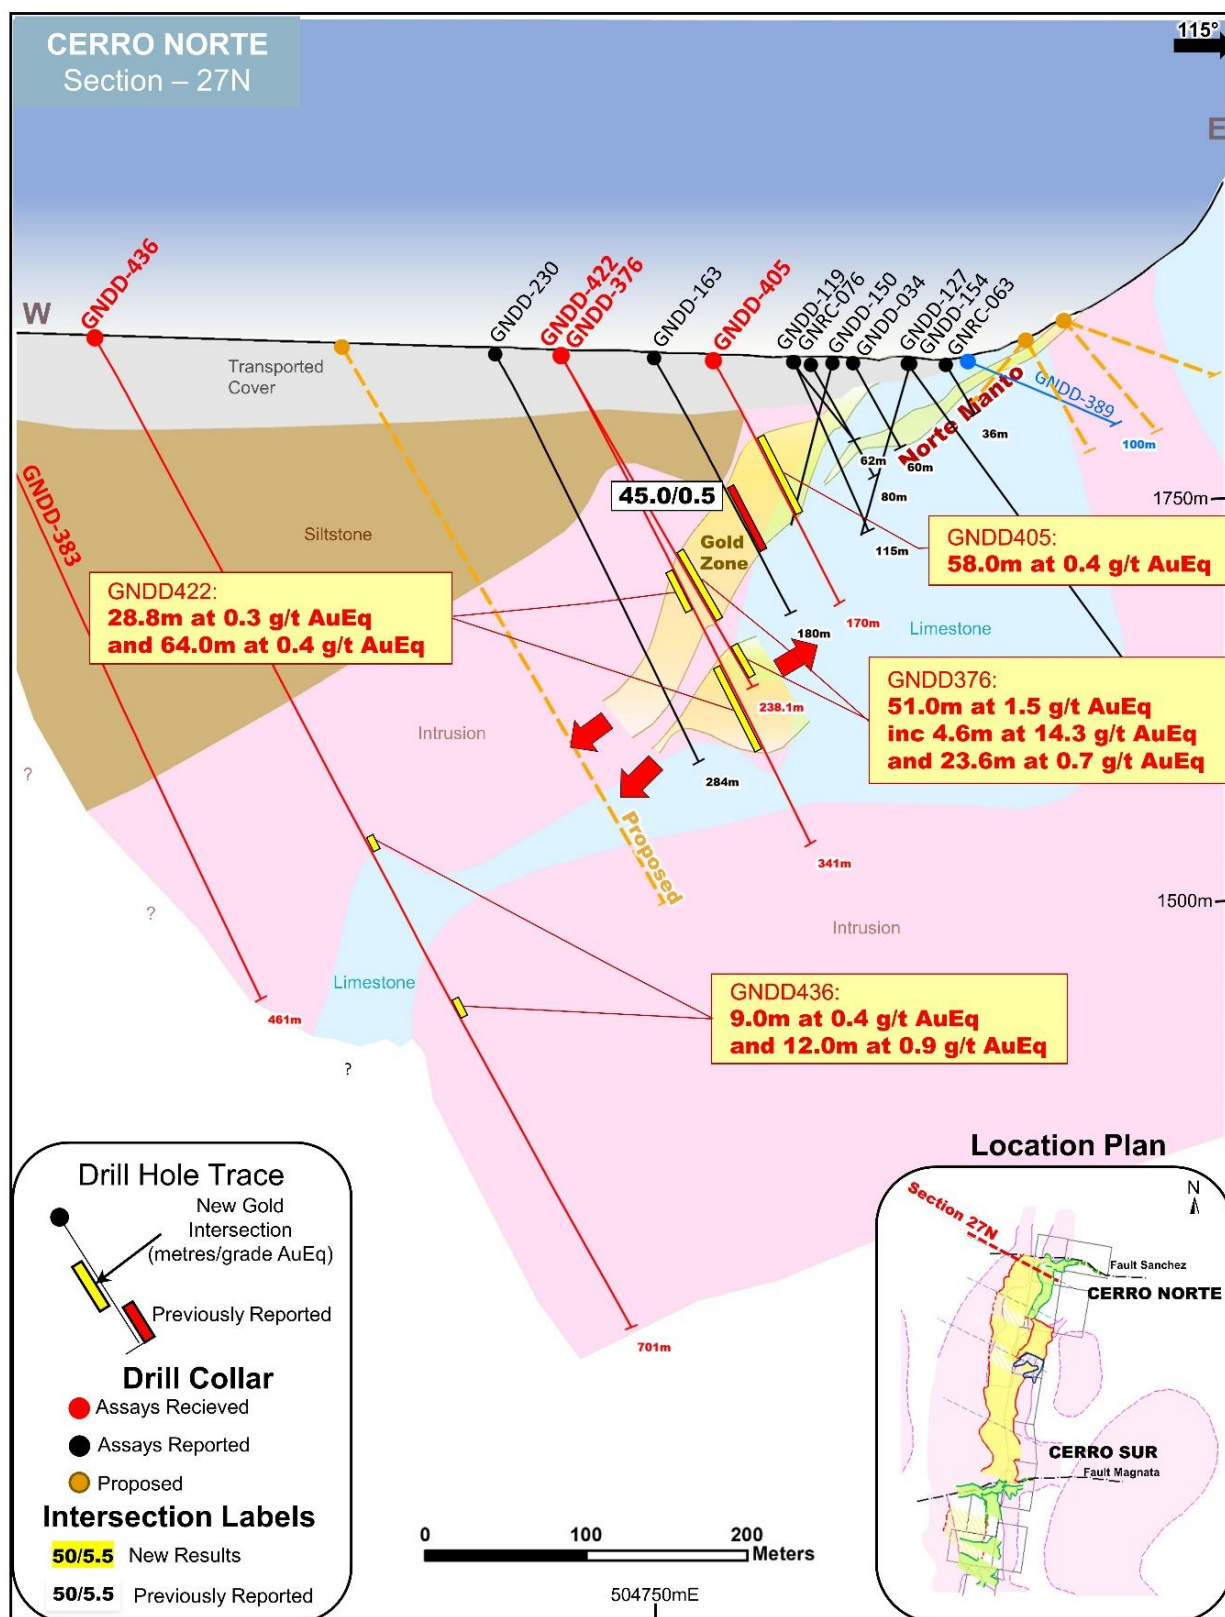 CERRO NORTE
Section – 27N
115°
E
W
GNDD-436
GNDD-230
GNDD-422
GNDD-376
GNDD-163
GNDD-405
GNDD-119
GNRC-076
GNDD-150
GNDD-034
GNDD-127
GNDD-154
GNRC-063
Transported
Cover
Norte Manto
GNDD-389
36m
100m
62m
60m
80m
GNDD-383
45.0/0.5
1750m
Siltstone
Gold
Zone
115m
GNDD405:
58.0m at 0.4 g/t AuEq
GNDD422:
28.8m at 0.3 g/t AuEq
and 64.0m at 0.4 g/t AuEq
180m
170m
Limestone
GNDD376:
51.0m at 1.5 g/t AuEq
inc 4.6m at 14.3 g/t AuEq
and 23.6m at 0.7 g/t AuEq
238.1m
Intrusion
?
284m
Proposed
341m
1500m
?
Intrusion
Limestone
461m
GNDD436:
9.0m at 0.4 g/t AuEq
and 12.0m at 0.9 g/t AuEq
?
701m
Drill Hole Trace
New Gold
Intersection
(metres/grade AuEq)
Previously Reported
Drill Collar
Assays Recieved
Assays Reported
Proposed
Intersection Labels
50/5.5 New Results
50/5.5 Previously Reported
0 100 200
Meters
504750mE
Location Plan
N
Section 27N
Fault Sanchez
CERRO NORTE
CERRO SUR
Fault Magnata